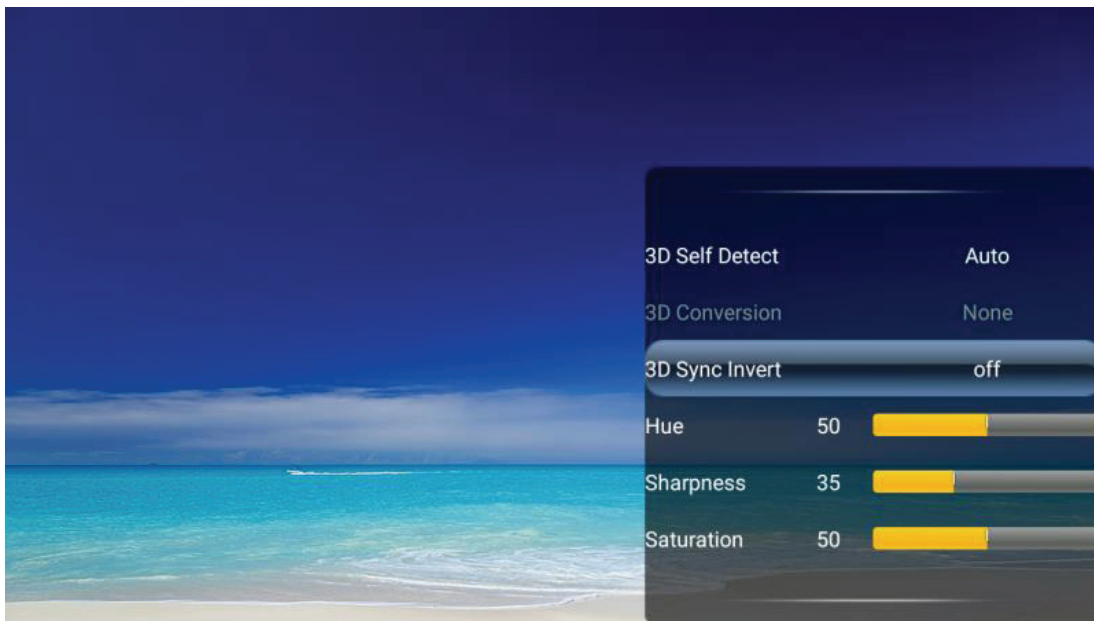 3D Self Detect Auto
3D Conversion None
3D Sync Invert off
Hue 50
Sharpness 35
Saturation 50